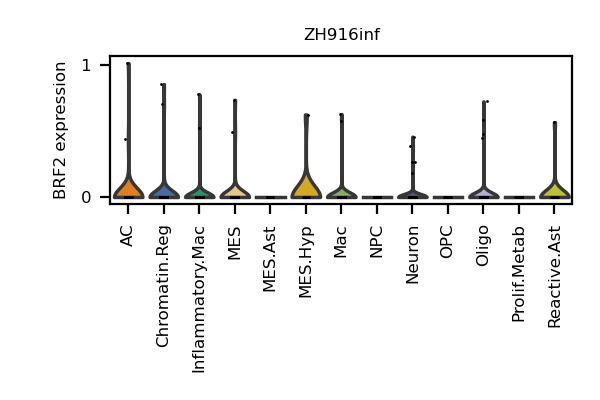 ZH916inf
BRF2 expression
1
0
AC
Chromatin.Reg
Inflammatory.Mac
MES
MES.Ast
MES.Hyp
Mac
NPC
Neuron
OPC
Oligo
Prolif.Metab
Reactive.Ast